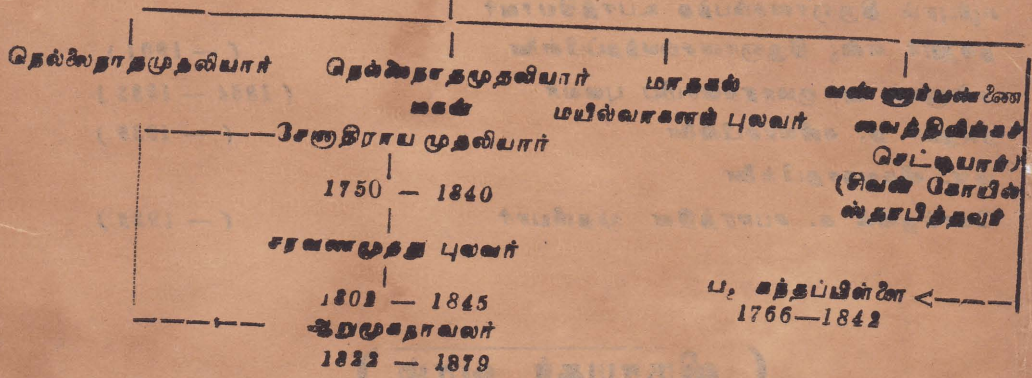 நெல்லைநாதமுதலியார்
நெல்லைநாதமுதலியார்
மகன்
சேனாதிராய முதலியார்
1750 — 1840
சரவணமுத்து புலவர்
1802 — 1845
ஆறுமுகநாவலர்
1822 — 1879
மாதகல்
மயில்வாகனம் புலவர்
வண்ணார்பண்ணை
வைத்திலிங்கச்
செட்டியார்)
(சிவன் கோயில்
ஸ்தாபித்தவர்
ப. கந்தப்பிள்ளை
1766—1842